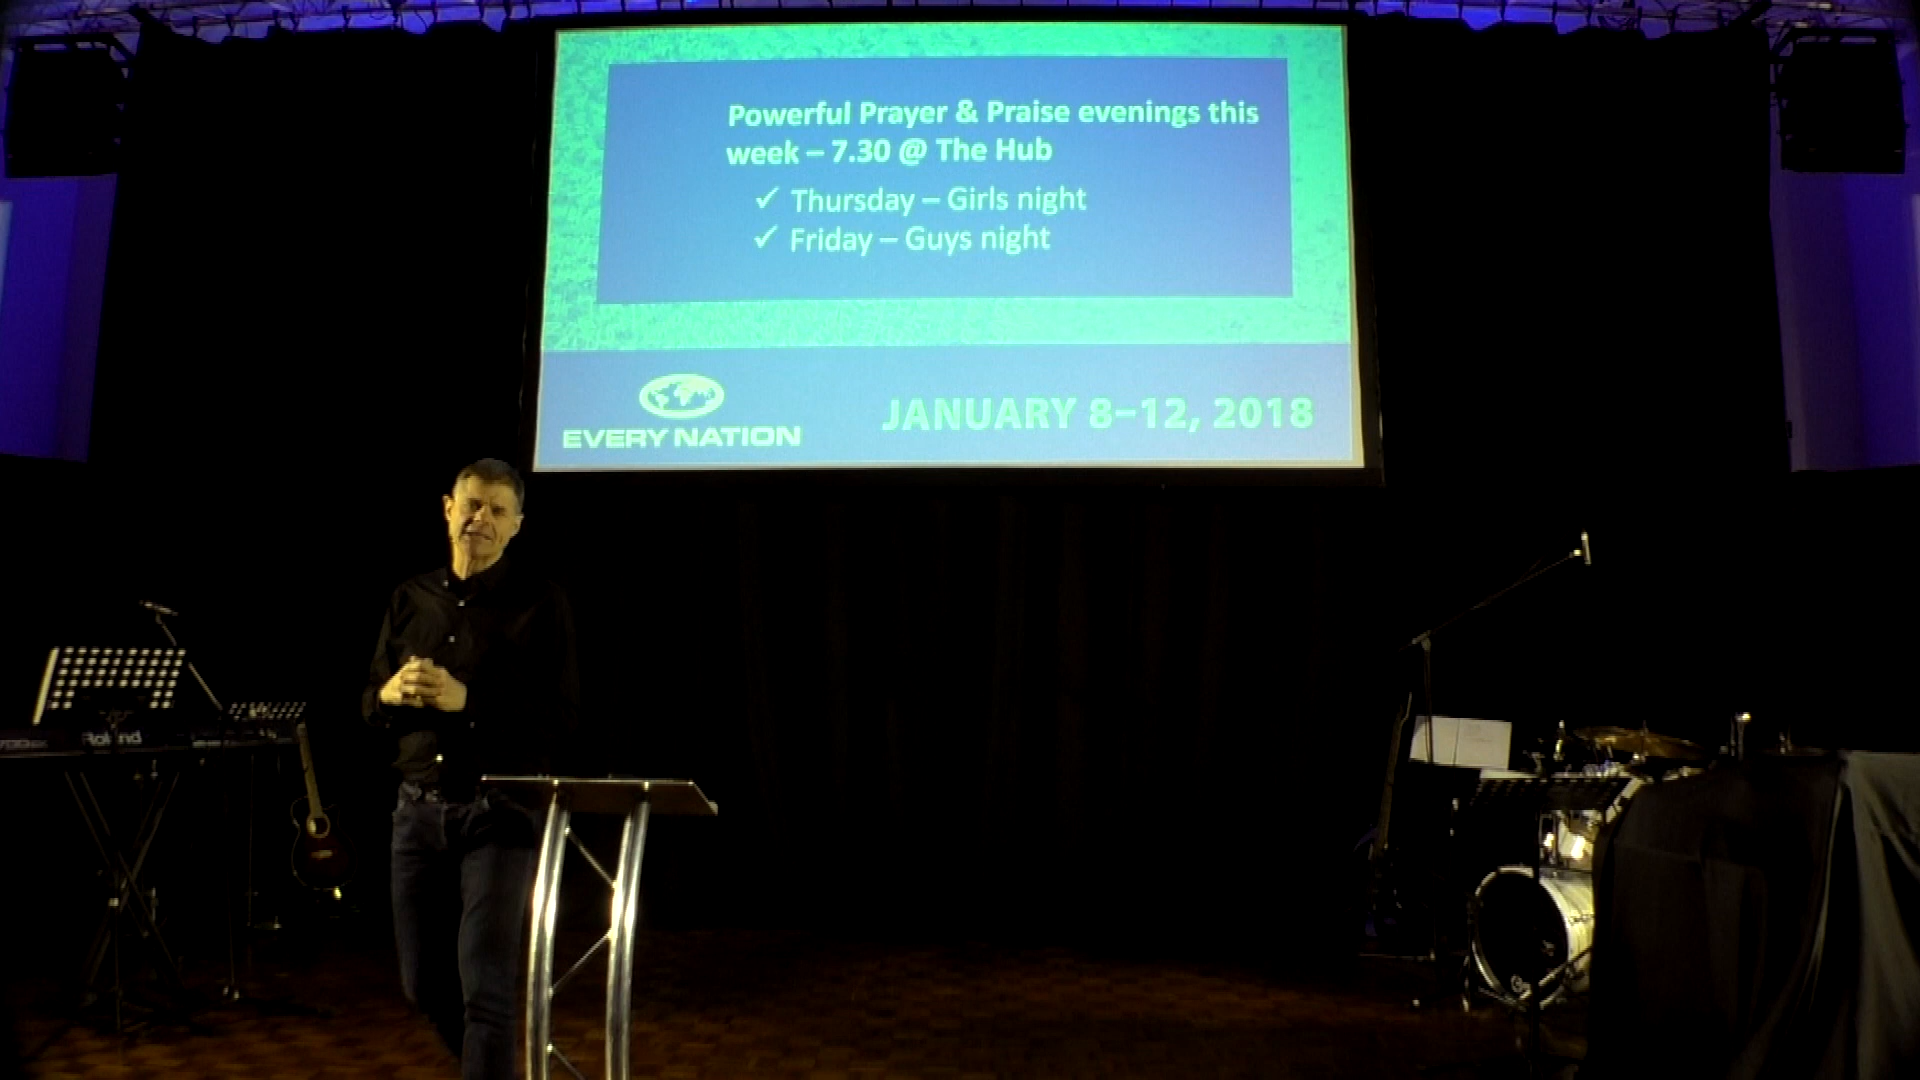 Powerful Prayer & Praise evenings this
week – 7.30 @ The Hub
✓ Thursday – Girls night
✓ Friday – Guys night
EVERY NATION
JANUARY 8–12, 2018
Roland